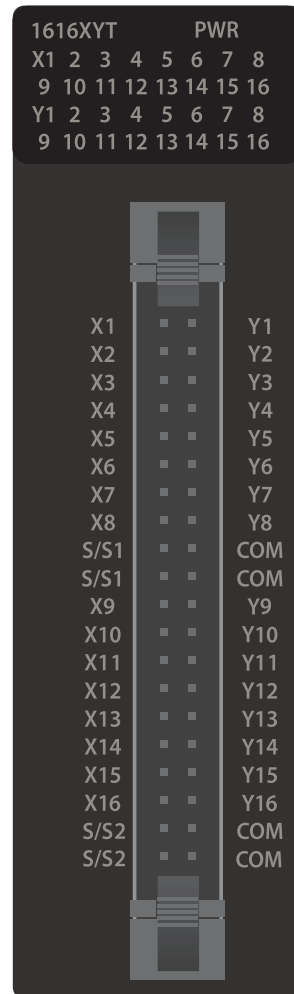 1616XYT PWR
X1 2 3 4 5 6 7 8
9 10 11 12 13 14 15 16
Y1 2 3 4 5 6 7 8
9 10 11 12 13 14 15 16
X1 Y1
X2 Y2
X3 Y3
X4 Y4
X5 Y5
X6 Y6
X7 Y7
X8 Y8
S/S1 COM
S/S1 COM
X9 Y9
X10 Y10
X11 Y11
X12 Y12
X13 Y13
X14 Y14
X15 Y15
X16 Y16
S/S2 COM
S/S2 COM